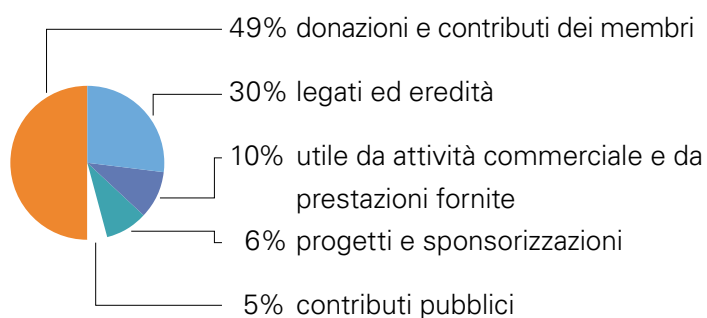 49% donazioni e contributi dei membri
30% legati ed eredità
10% utile da attività commerciale e da
prestazioni fornite
6% progetti e sponsorizzazioni
5% contributi pubblici